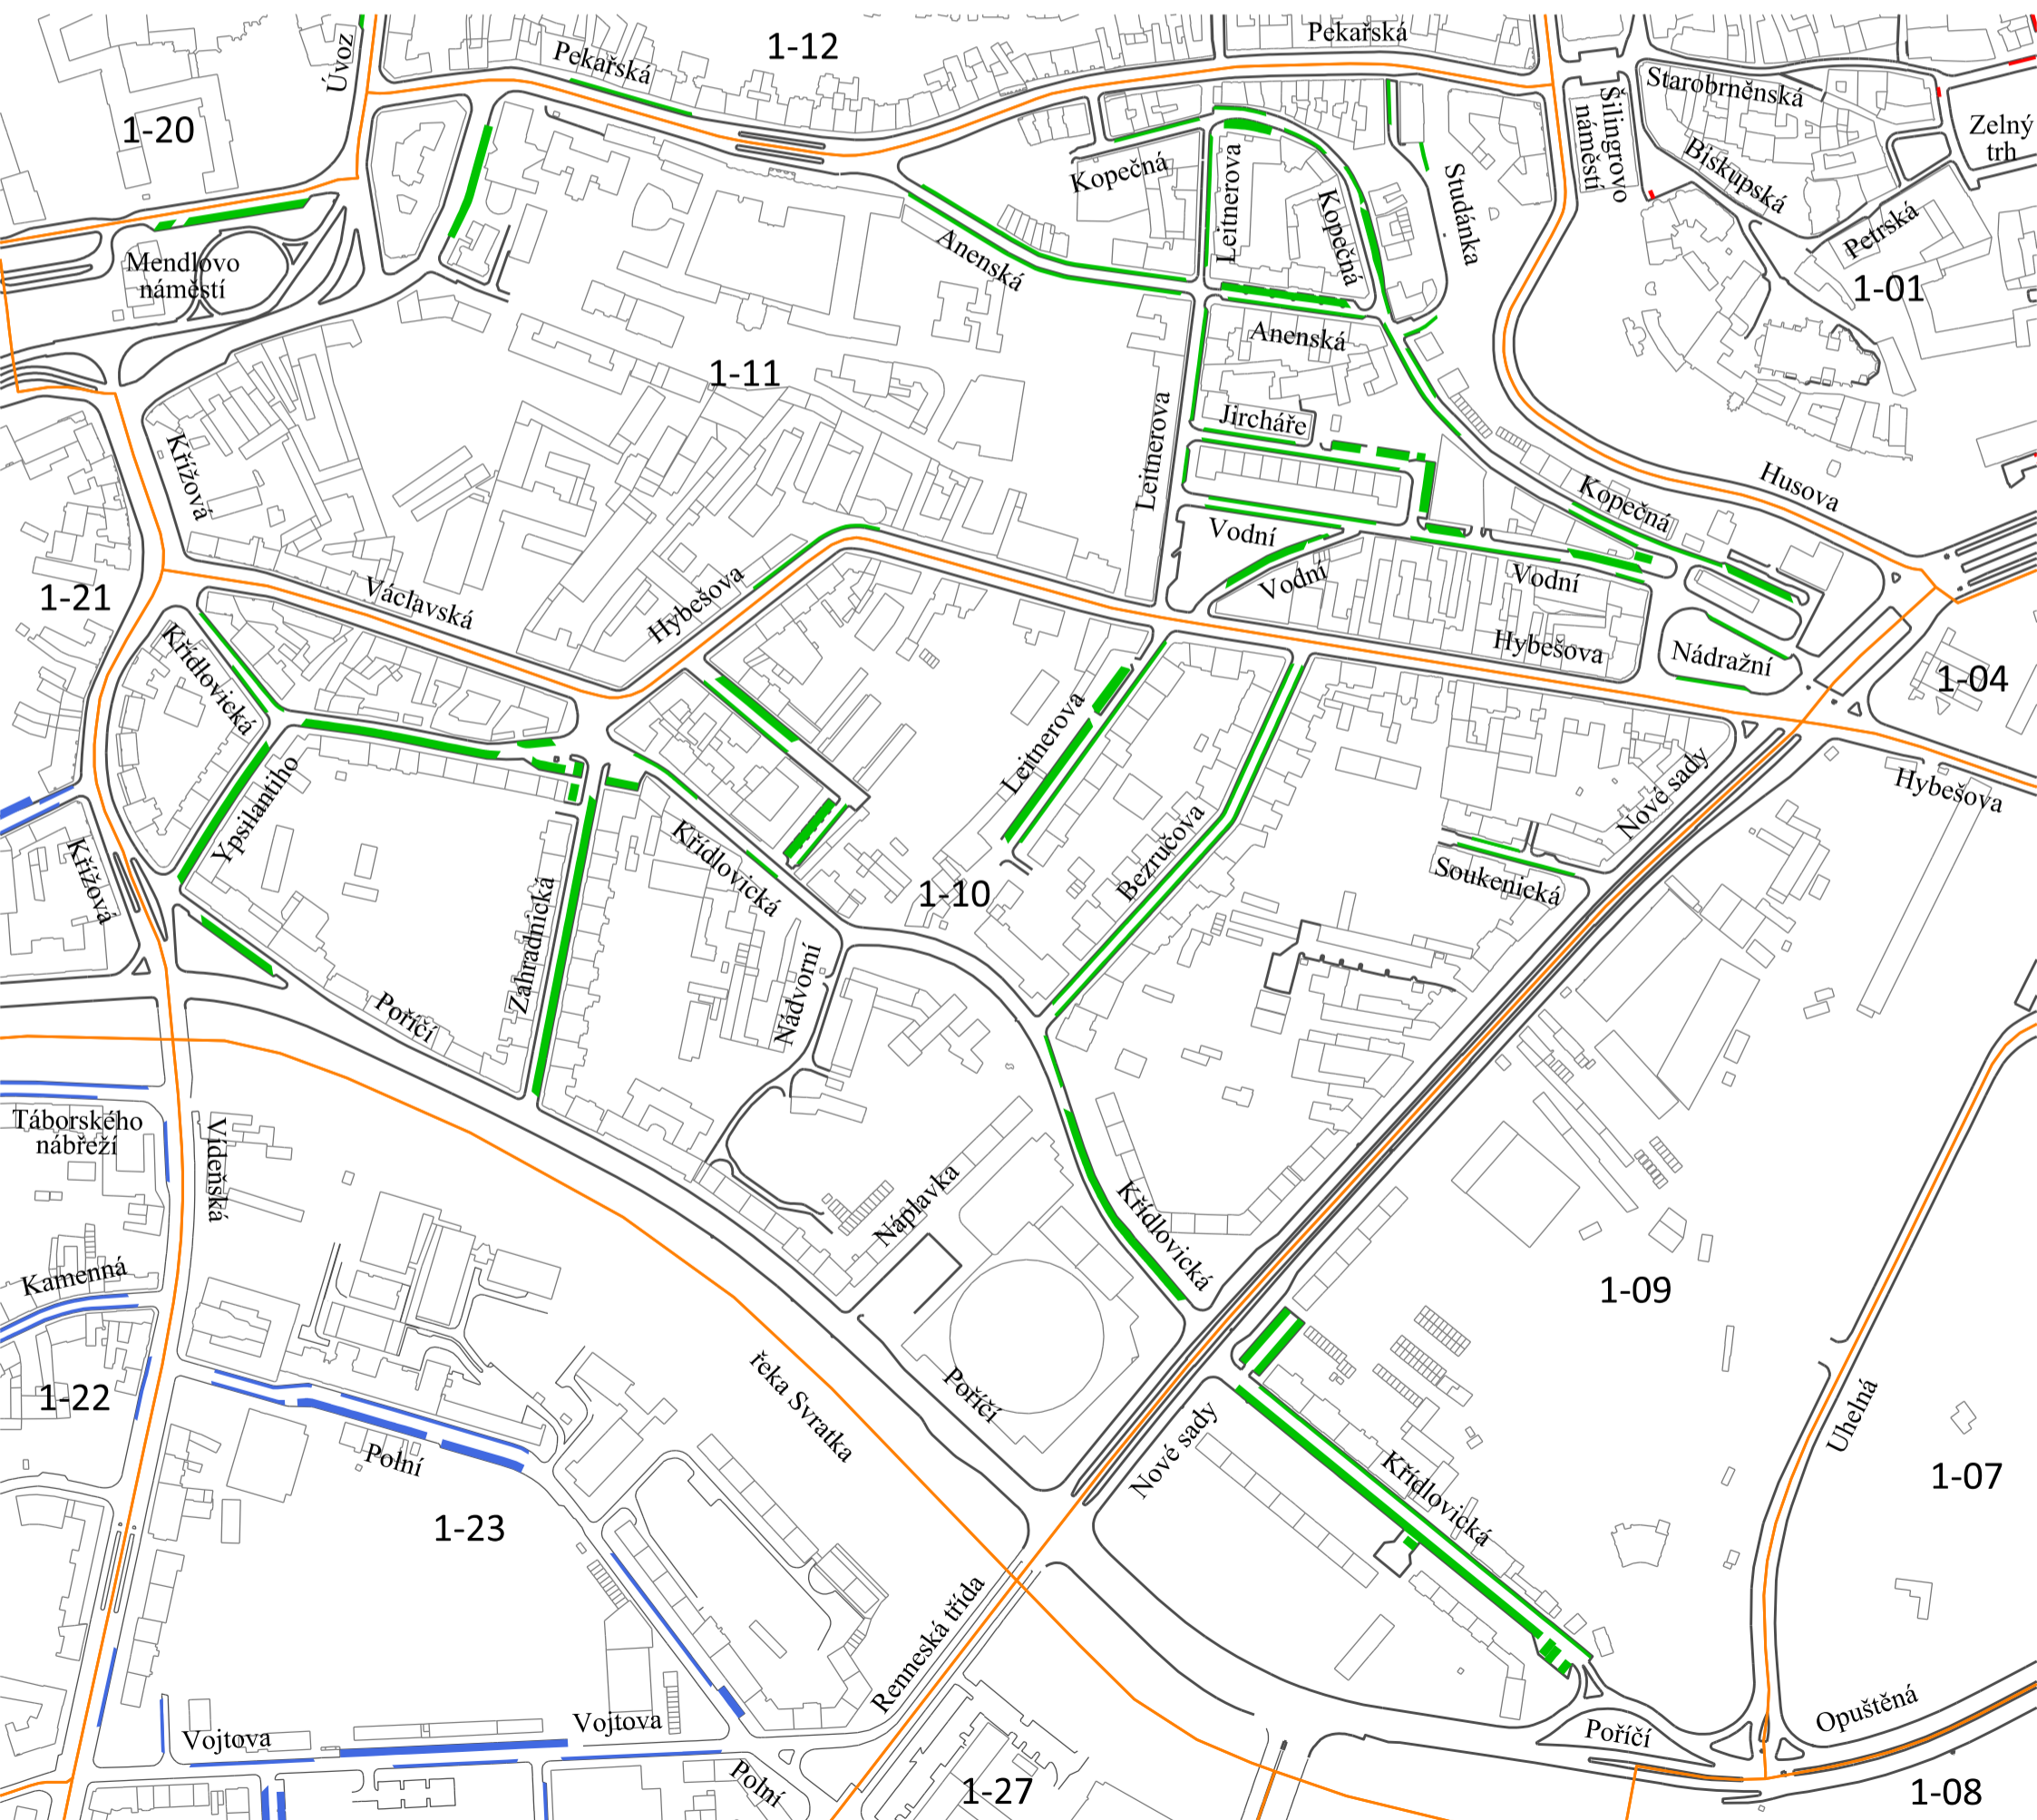 Úvoz
Pekařská
1-12
Pekařská
Starobrněnská
Šilingrovo
náměstí
Zelný
trh
1-20
Biskupská
Kopečná
Leitnerova
Kopečná
Studánka
Petrská
Mendlovo
náměstí
Anenská
1-01
Anenská
1-11
Jircháře
Leitnerova
Křížová
Husova
Kopečná
Vodní
Vodní
Vodní
1-21
Václavská
Hybešova
Hybešova
Nádražní
1-04
Křídlovická
Leitnerova
Ypsilantiho
Nové sady
Hybešova
Křížová
Křídlovická
Bezručova
Soukenická
1-10
Zahradnická
Nádvorní
Poříčí
Táborského
nábřeží
Vídeňská
Náplavka
Křídlovická
Kamenná
1-09
1-22
řeka Svratka
Poříčí
Uhelná
Nové sady
Polní
Křídlovická
1-07
1-23
Renneská třída
Vojtova
Vojtova
Opuštěná
Poříčí
Polní
1-27
1-08